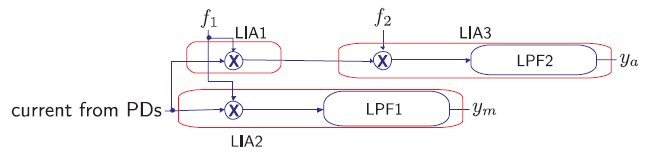 f1
f2
LIA1
LIA3
X
X
LPF2
ya
current from PDs
X
LPF1
ym
LIA2